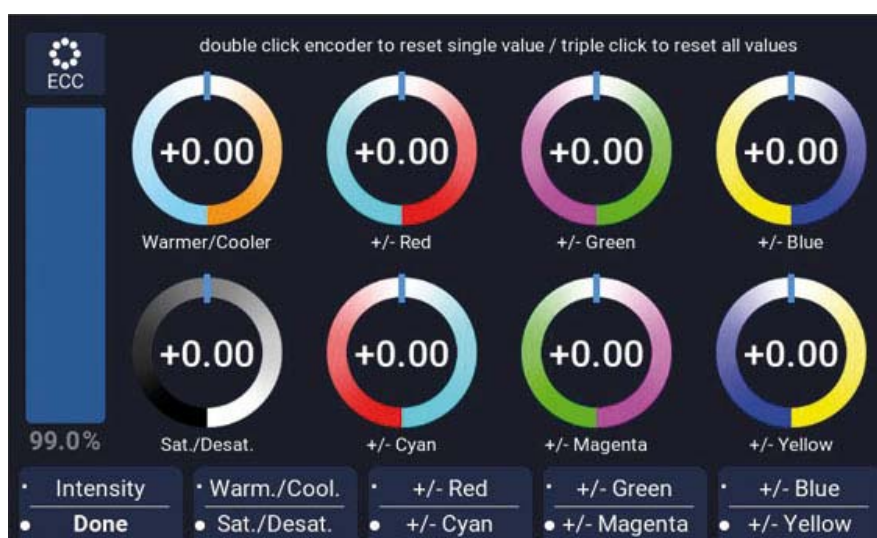 double click encoder to reset single value / triple click to reset all values
ECC
+0.00 +0.00 +0.00 +0.00
Warmer/Cooler +/- Red +/- Green +/- Blue
+0.00 +0.00 +0.00 +0.00
99.0% Sat./Desat. +/- Cyan +/- Magenta +/- Yellow
· Intensity · Warm./Cool. · +/- Red · +/- Green · +/- Blue
● Done ● Sat./Desat. ● +/- Cyan ● +/- Magenta ● +/- Yellow